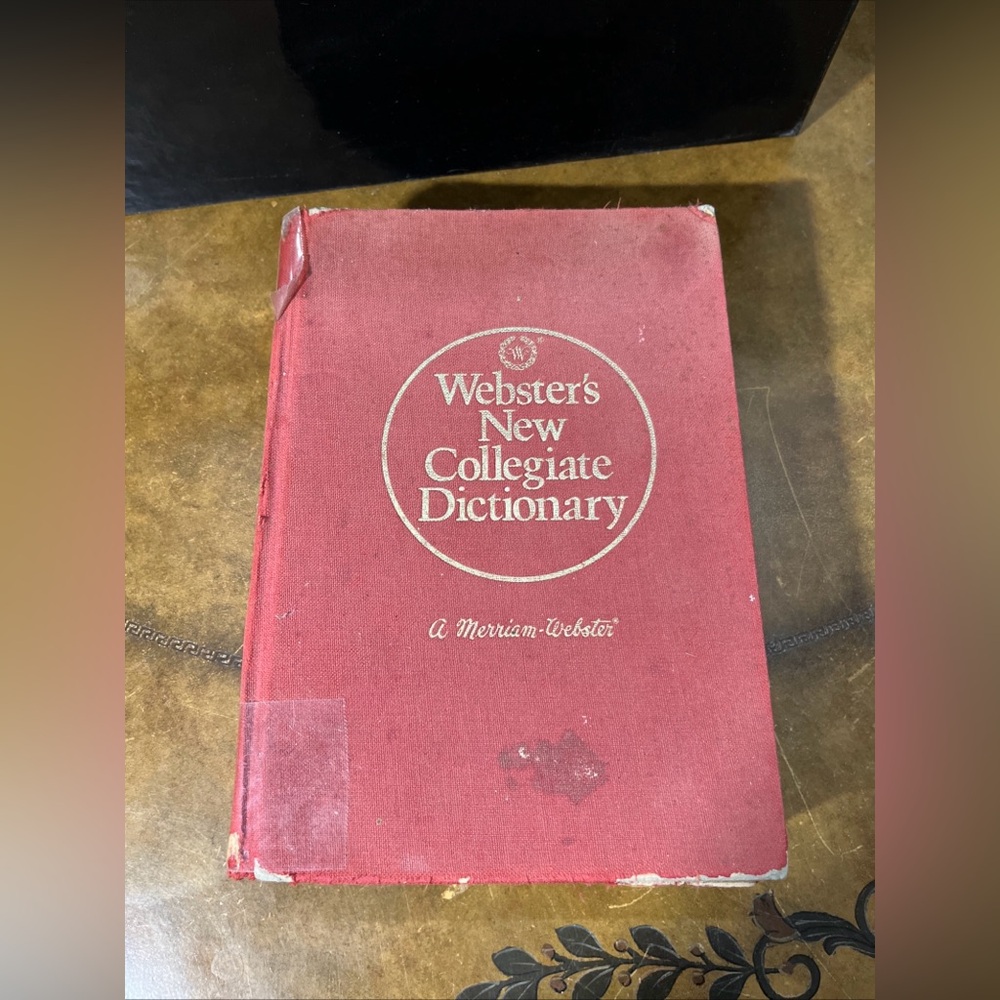 W®
Webster's
New
Collegiate
Dictionary
A Merriam-Webster®